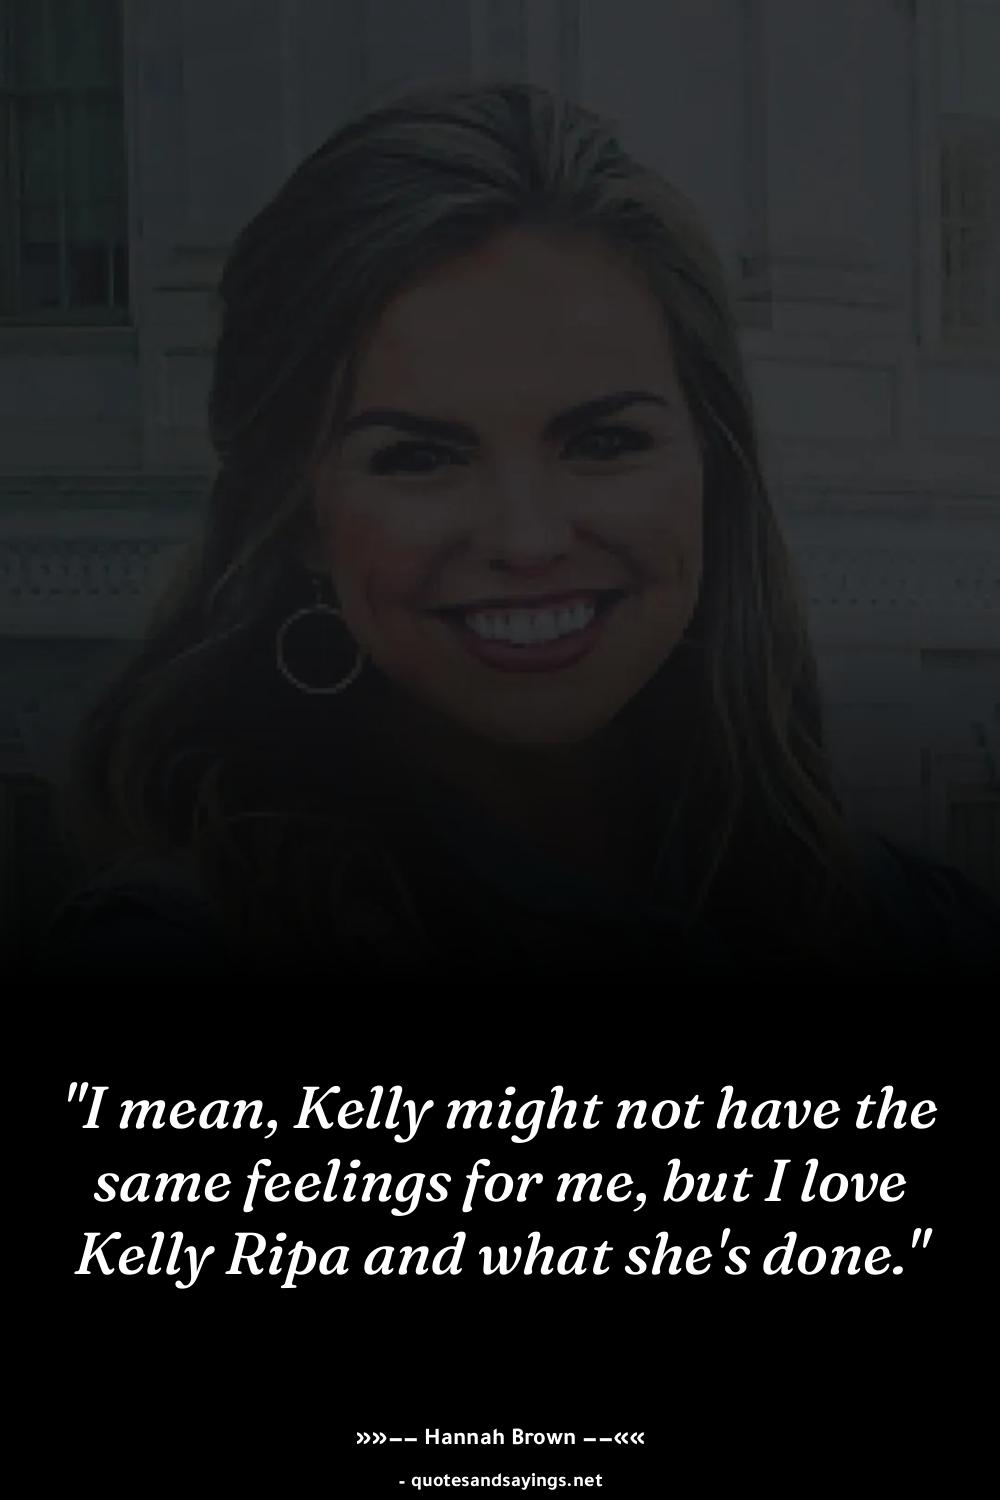 "I mean, Kelly might not have the
same feelings for me, but I love
Kelly Ripa and what she's done."
»»−− Hannah Brown −−««
- quotesandsayings.net